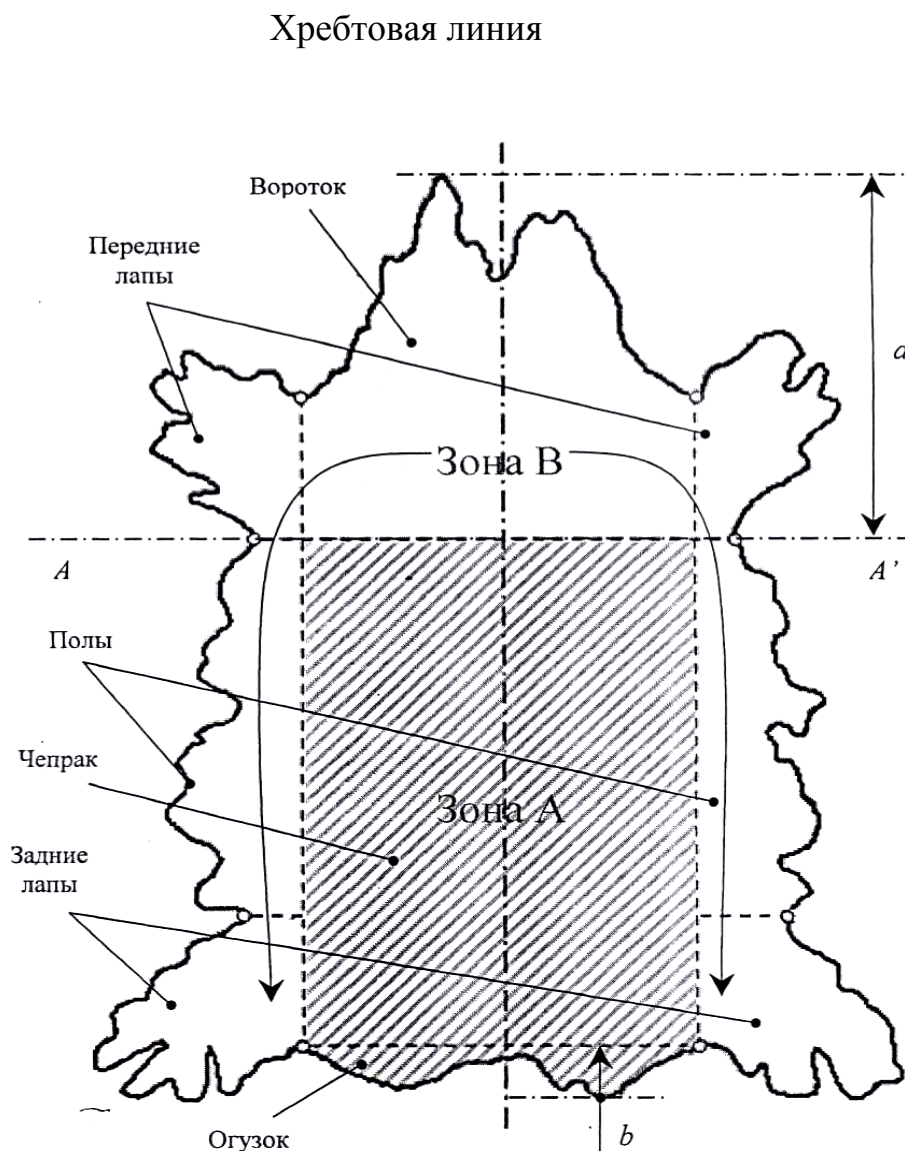 Хребтовая линия
Вороток
Передние
лапы
a
Зона В
A
A’
Полы
Чепрак
Зона А
Задние
лапы
Огузок
b